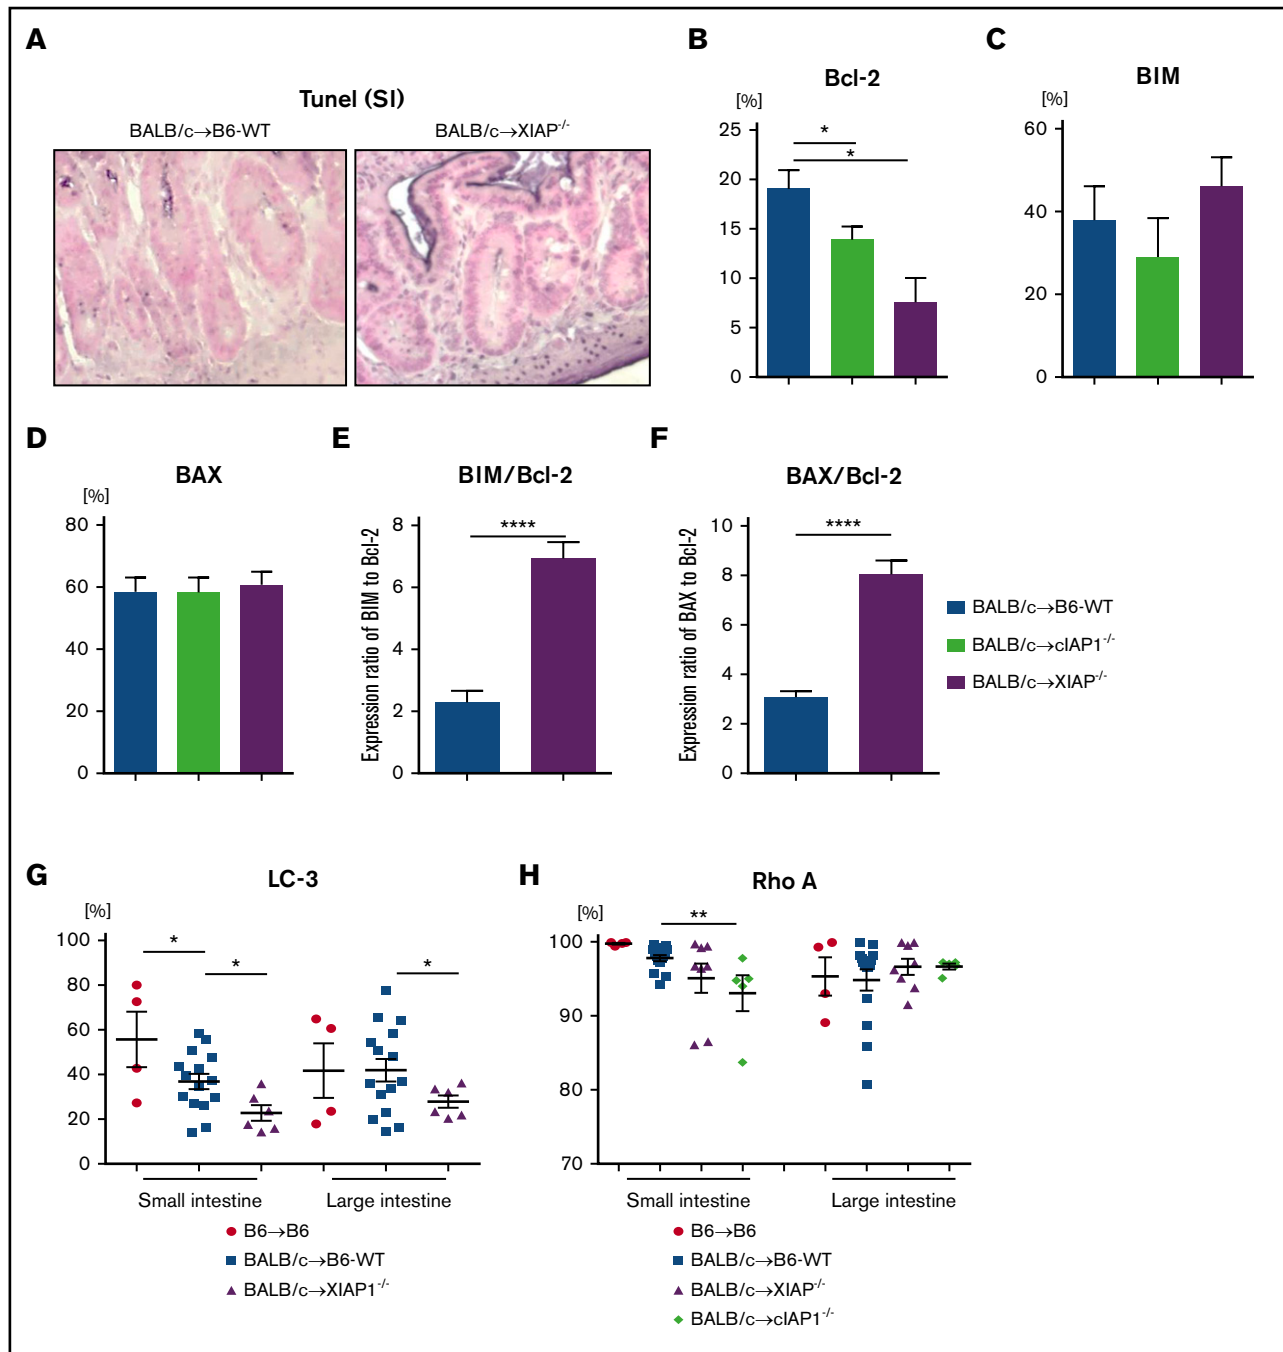 A
Tunel (SI)
BALB/c→B6-WT
BALB/c→XIAP-/-
B
Bcl-2
[%]
25
20
15
10
5
0
*
*
C
BIM
[%]
60
40
20
0
D
BAX
[%]
80
60
40
20
0
E
BIM/Bcl-2
Expression ratio of BIM to Bcl-2
8
6
4
2
0
****
F
BAX/Bcl-2
Expression ratio of BAX to Bcl-2
10
8
6
4
2
0
****
BALB/c→B6-WT
BALB/c→cIAP1-/-
BALB/c→XIAP-/-
G
LC-3
[%]
100
80
60
40
20
0
*
*
*
Small intestine
Large intestine
B6→B6
BALB/c→B6-WT
BALB/c→XIAP1-/-
H
Rho A
[%]
100
90
80
70
**
Small intestine
Large intestine
B6→B6
BALB/c→B6-WT
BALB/c→XIAP-/-
BALB/c→cIAP1-/-